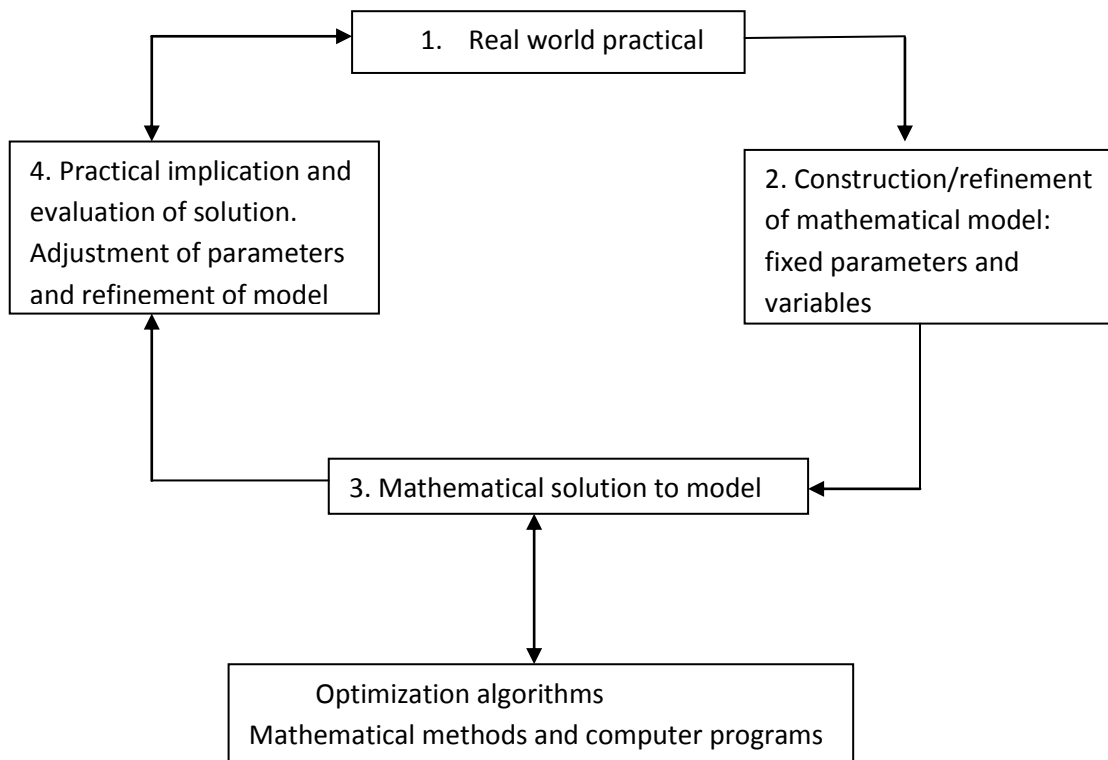 1. Real world practical
4. Practical implication and
evaluation of solution.
Adjustment of parameters
and refinement of model
2. Construction/refinement
of mathematical model:
fixed parameters and
variables
3. Mathematical solution to model
Optimization algorithms
Mathematical methods and computer programs